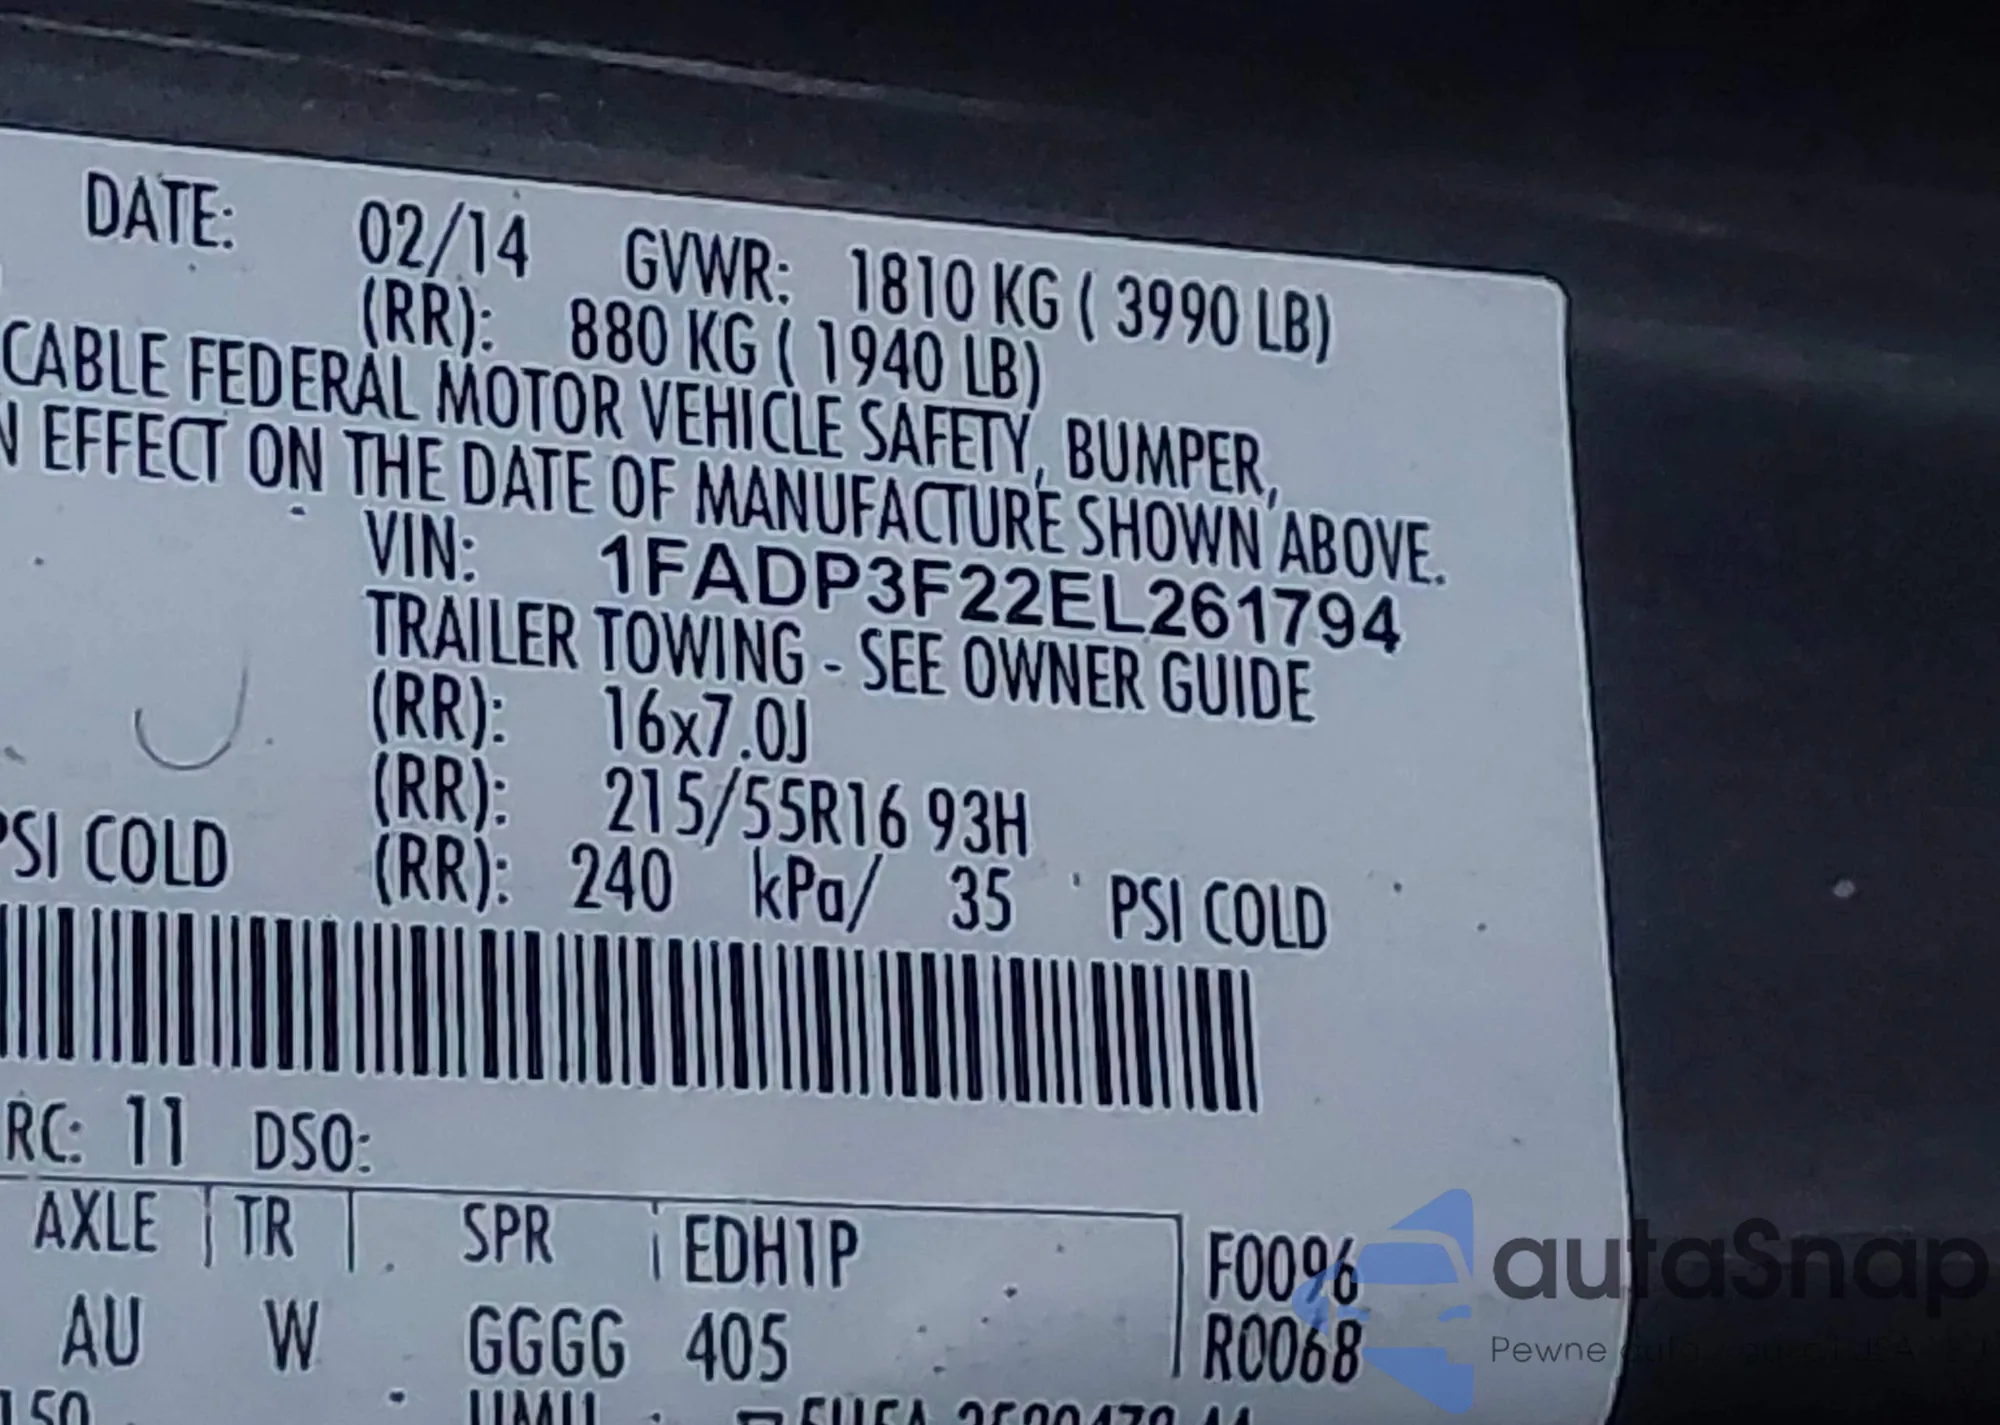 DATE: 02/14 GVWR: 1810 KG ( 3990 LB)
(RR): 880 KG ( 1940 LB)
CABLE FEDERAL MOTOR VEHICLE SAFETY, BUMPER,
N EFFECT ON THE DATE OF MANUFACTURE SHOWN ABOVE.
VIN: 1FADP3F22EL261794
TRAILER TOWING - SEE OWNER GUIDE
(RR): 16x7.0J
(RR): 215/55R16 93H
PSI COLD (RR): 240 kPa/ 35 PSI COLD
RC: 11 DSO:
AXLE TR SPR EDH1P F0096
AU W GGGG 405 R0068
autaSnap
Pewne auta